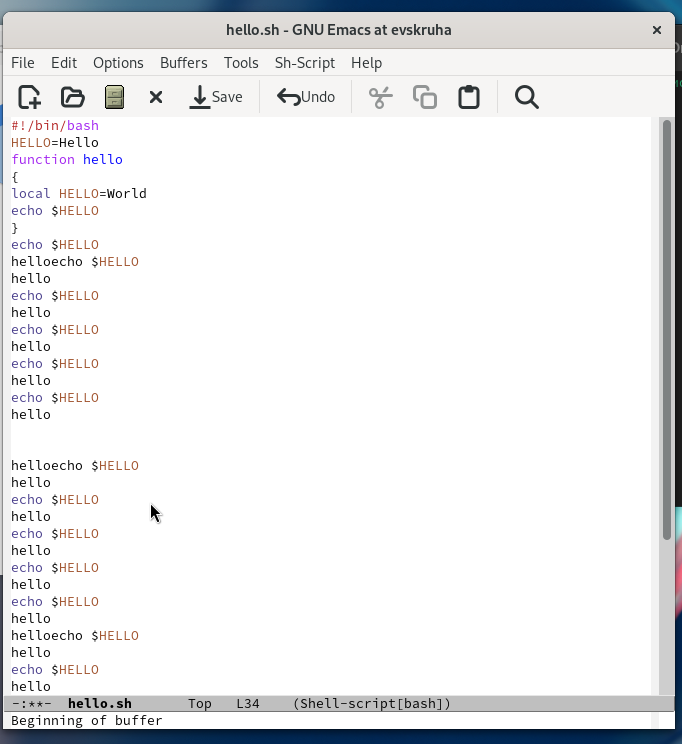 hello.sh - GNU Emacs at evskruha
File Edit Options Buffers Tools Sh-Script Help
Save Undo
#!/bin/bash
HELLO=Hello
function hello
{
local HELLO=World
echo $HELLO
}
echo $HELLO
helloecho $HELLO
hello
echo $HELLO
hello
echo $HELLO
hello
echo $HELLO
hello
echo $HELLO
hello
helloecho $HELLO
hello
echo $HELLO
hello
echo $HELLO
hello
echo $HELLO
hello
echo $HELLO
hello
helloecho $HELLO
hello
echo $HELLO
hello
-:**- hello.sh Top L34 (Shell-script[bash])
Beginning of buffer